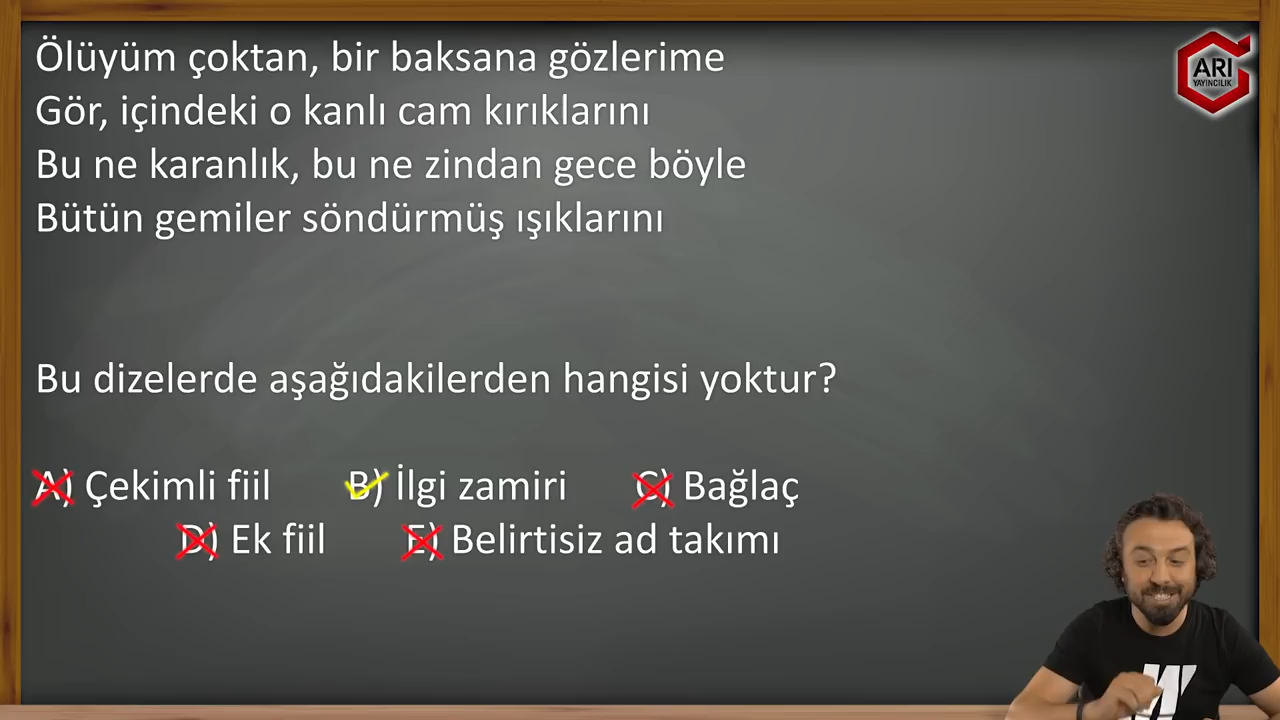 Ölüyüm çoktan, bir baksana gözlerime
Gör, içindeki o kanlı cam kırıklarını
Bu ne karanlık, bu ne zindan gece böyle
Bütün gemiler söndürmüş ışıklarını
ARI
YAYINCILIK
Bu dizelerde aşağıdakilerden hangisi yoktur?
A) Çekimli fiil B) İlgi zamiri C) Bağlaç
D) Ek fiil E) Belirtisiz ad takımı